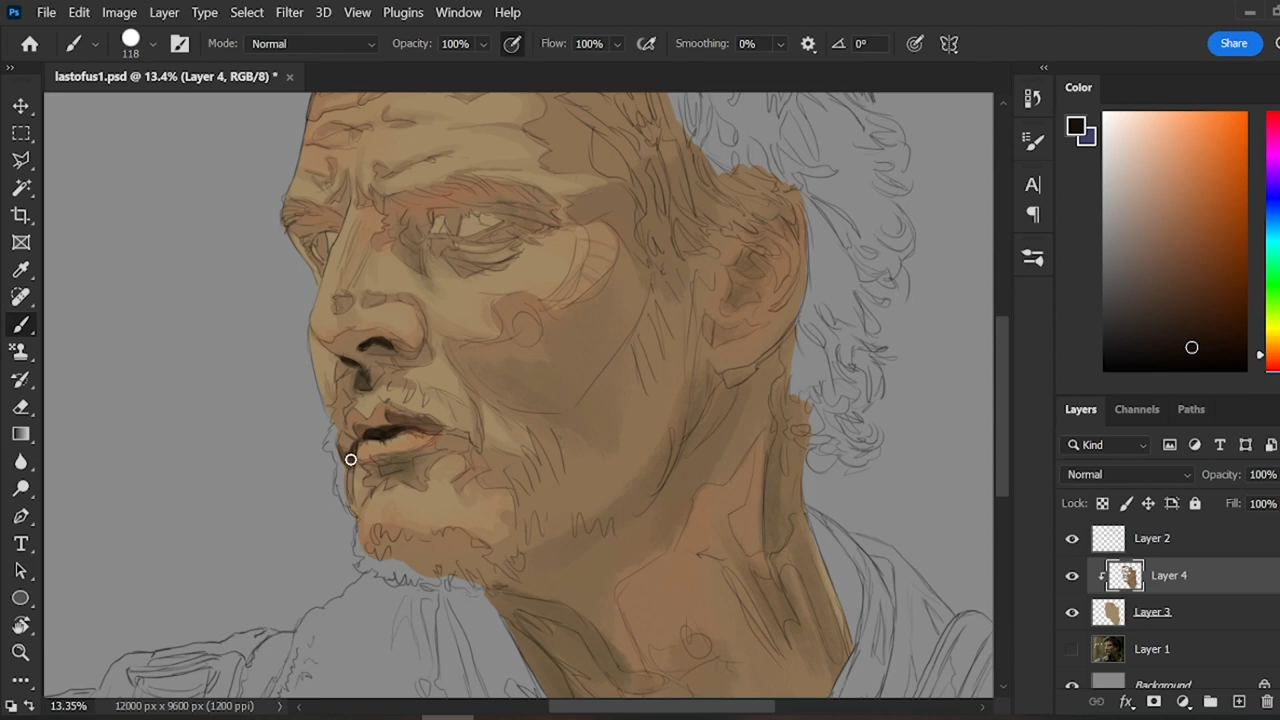 Ps File Edit Image Layer Type Select Filter 3D View Plugins Window Help
118 Mode: Normal Opacity: 100% Flow: 100% Smoothing: 0% 0° Share
lastofus1.psd @ 13.4% (Layer 4, RGB/8) *
Color
Layers Channels Paths
Kind
Normal Opacity: 100%
Lock: Fill: 100%
Layer 2
Layer 4
Layer 3
Layer 1
Background
13.35% 12000 px x 9600 px (1200 ppi)